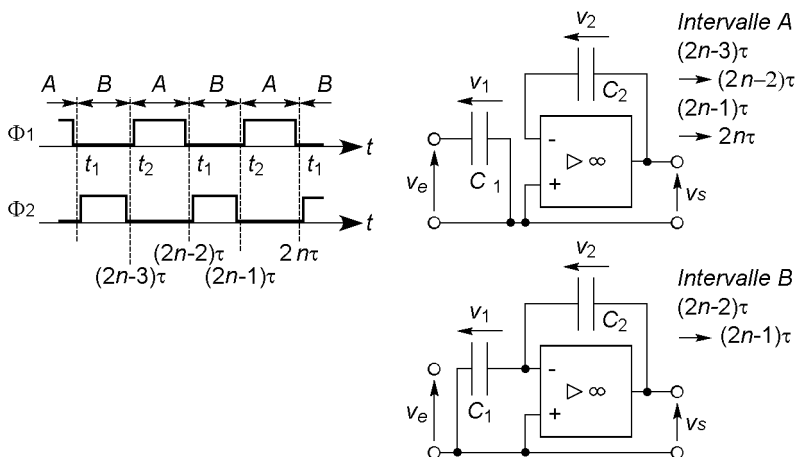 A B A B A B
Φ1
t
t1 t2 t1 t2 t1
Φ2
t
(2n-2)τ 2nτ
(2n-3)τ (2n-1)τ
v2
C2
v1
C1
-
+
▷ ∞
ve
vs
Intervalle A
(2n-3)τ
→ (2n-2)τ
(2n-1)τ
→ 2nτ
v2
C2
v1
C1
-
+
▷ ∞
ve
vs
Intervalle B
(2n-2)τ
→ (2n-1)τ